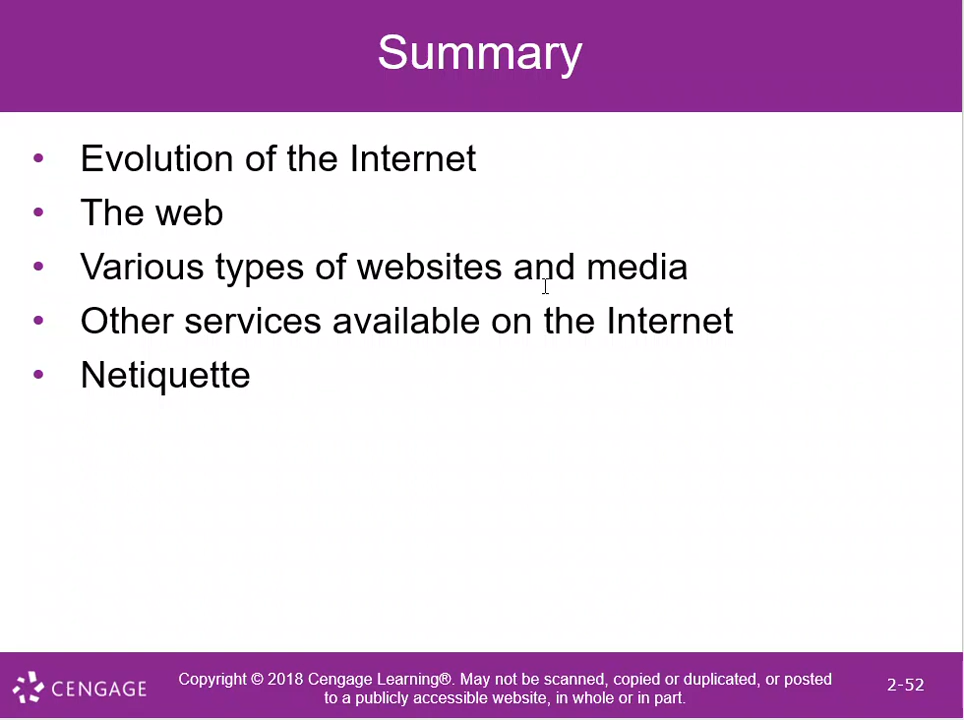 Summary
• Evolution of the Internet
• The web
• Various types of websites and media
• Other services available on the Internet
• Netiquette
CENGAGE
Copyright © 2018 Cengage Learning®. May not be scanned, copied or duplicated, or posted
to a publicly accessible website, in whole or in part.
2-52